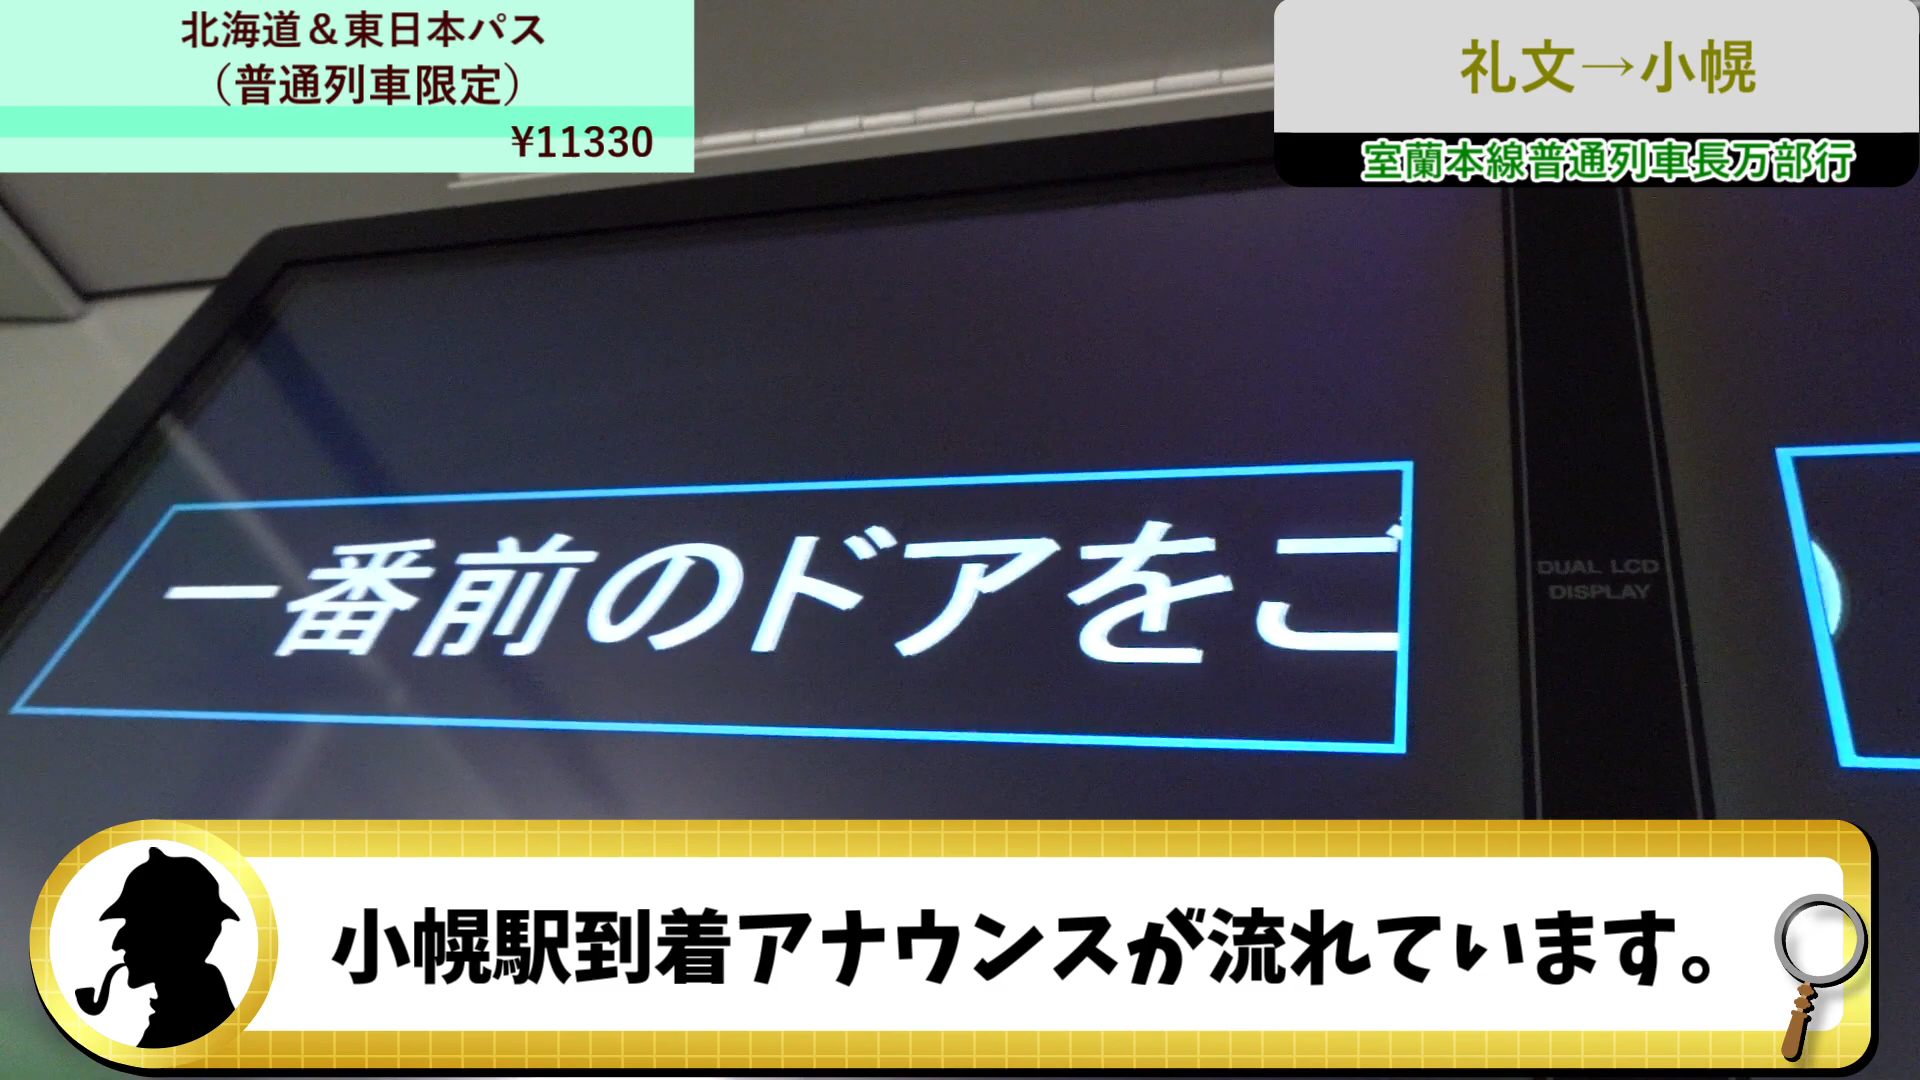 北海道＆東日本パス
（普通列車限定）
¥11330
礼文→小幌
室蘭本線普通列車長万部行
一番前のドアをご
DUAL LCD
DISPLAY
小幌駅到着アナウンスが流れています。